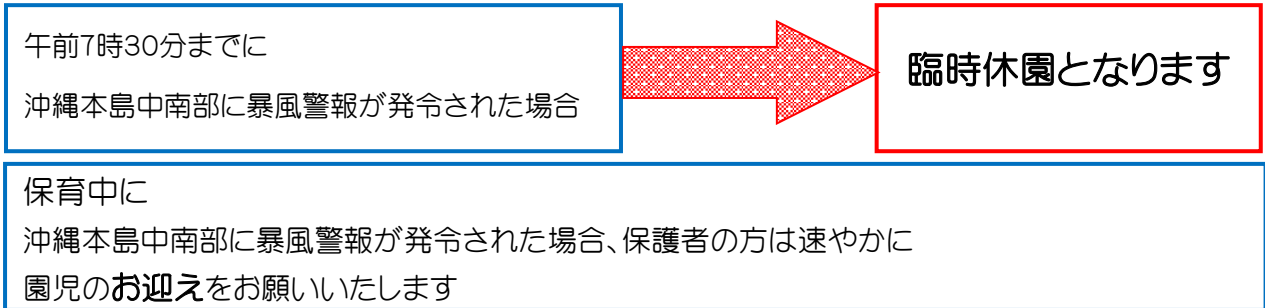 午前7時30分までに
沖縄本島中南部に暴風警報が発令された場合
臨時休園となります
保育中に
沖縄本島中南部に暴風警報が発令された場合、保護者の方は速やかに
園児のお迎えをお願いいたします